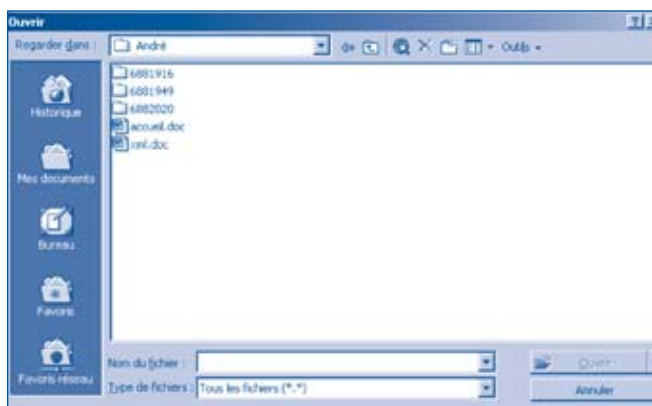 Ouvrir
Regarder dans : André Outils
6881916
6881949
6882020
accueil.doc
xml.doc
Historique
Mes documents
Bureau
Favoris
Favoris réseau
Nom du fichier : Ouvrir
Type de fichiers : Tous les fichiers (*.*) Annuler